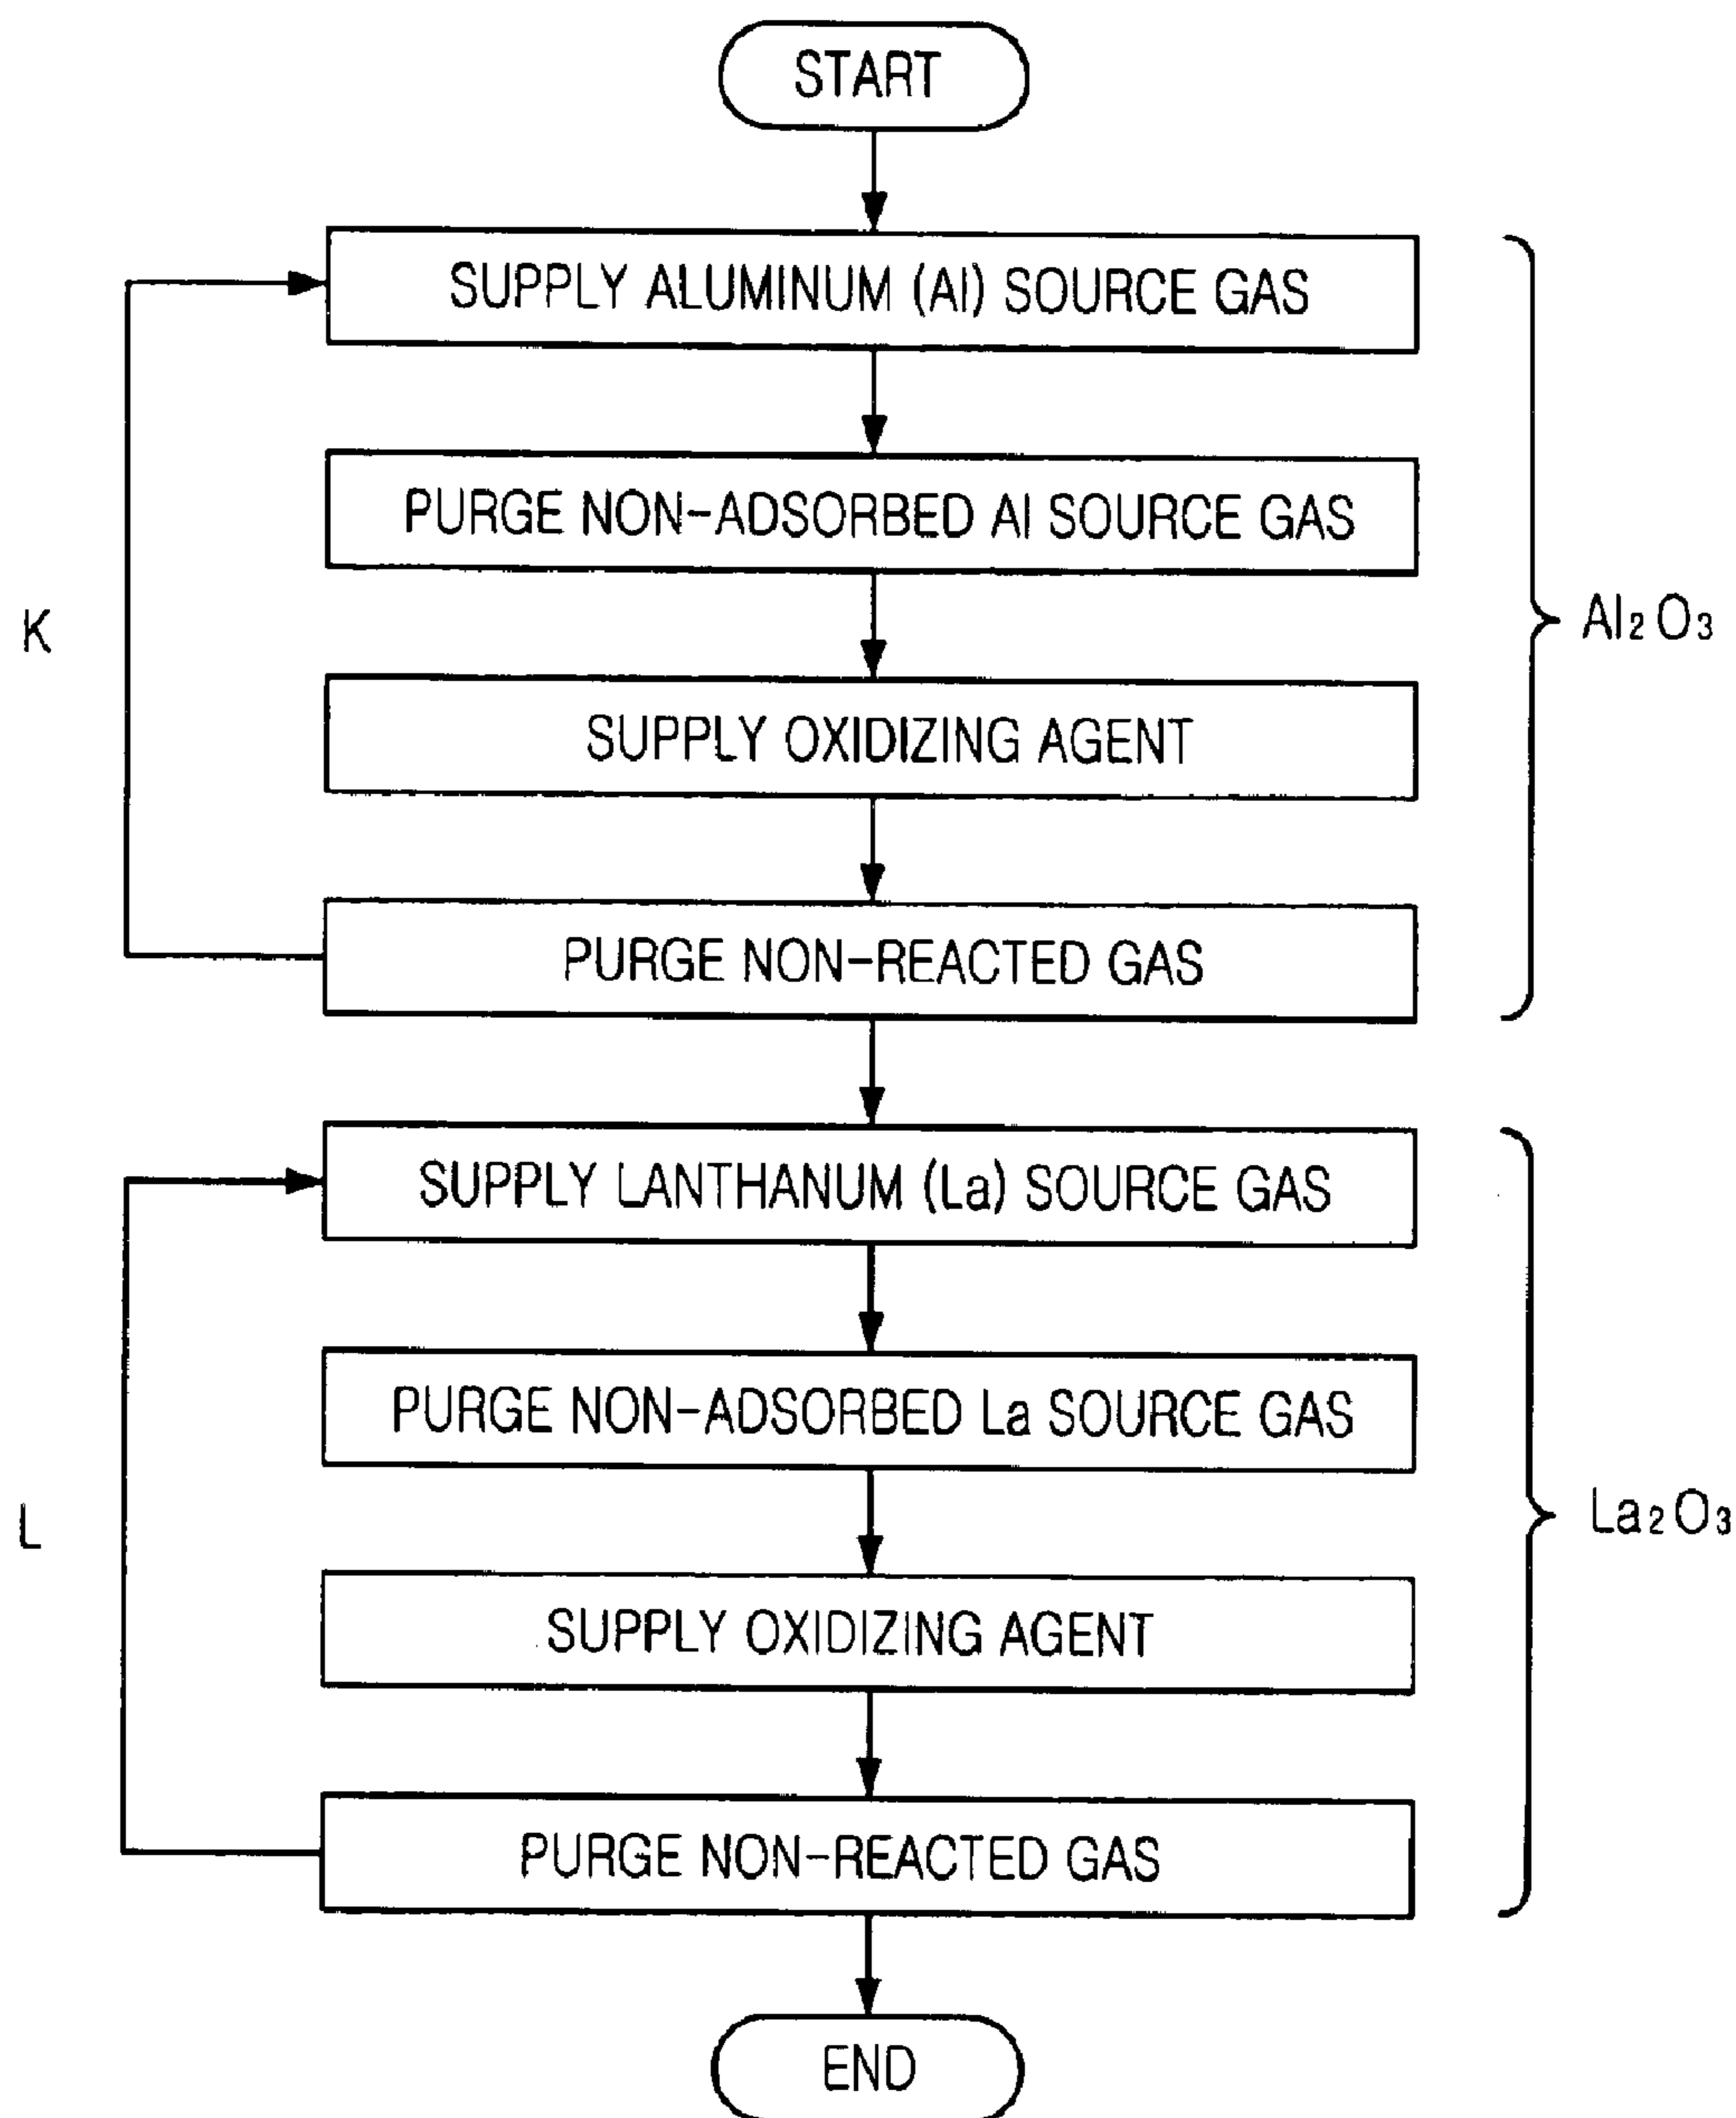 START
SUPPLY ALUMINUM (Al) SOURCE GAS
PURGE NON-ADSORBED Al SOURCE GAS
K
Al₂O₃
SUPPLY OXIDIZING AGENT
PURGE NON-REACTED GAS
SUPPLY LANTHANUM (La) SOURCE GAS
PURGE NON-ADSORBED La SOURCE GAS
L
La₂O₃
SUPPLY OXIDIZING AGENT
PURGE NON-REACTED GAS
END